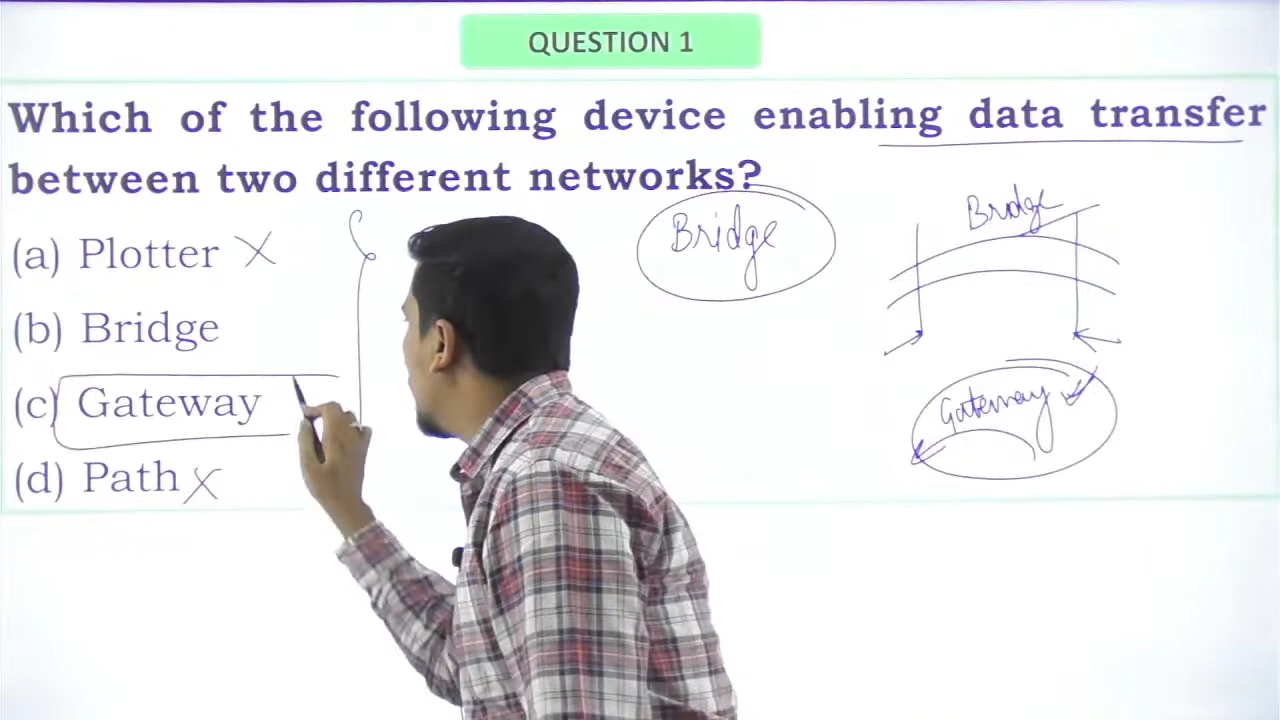 QUESTION 1
Which of the following device enabling data transfer
between two different networks?
(a) Plotter X
Bridge
Bridge
(b) Bridge
(c) Gateway
Gateway
(d) Path X